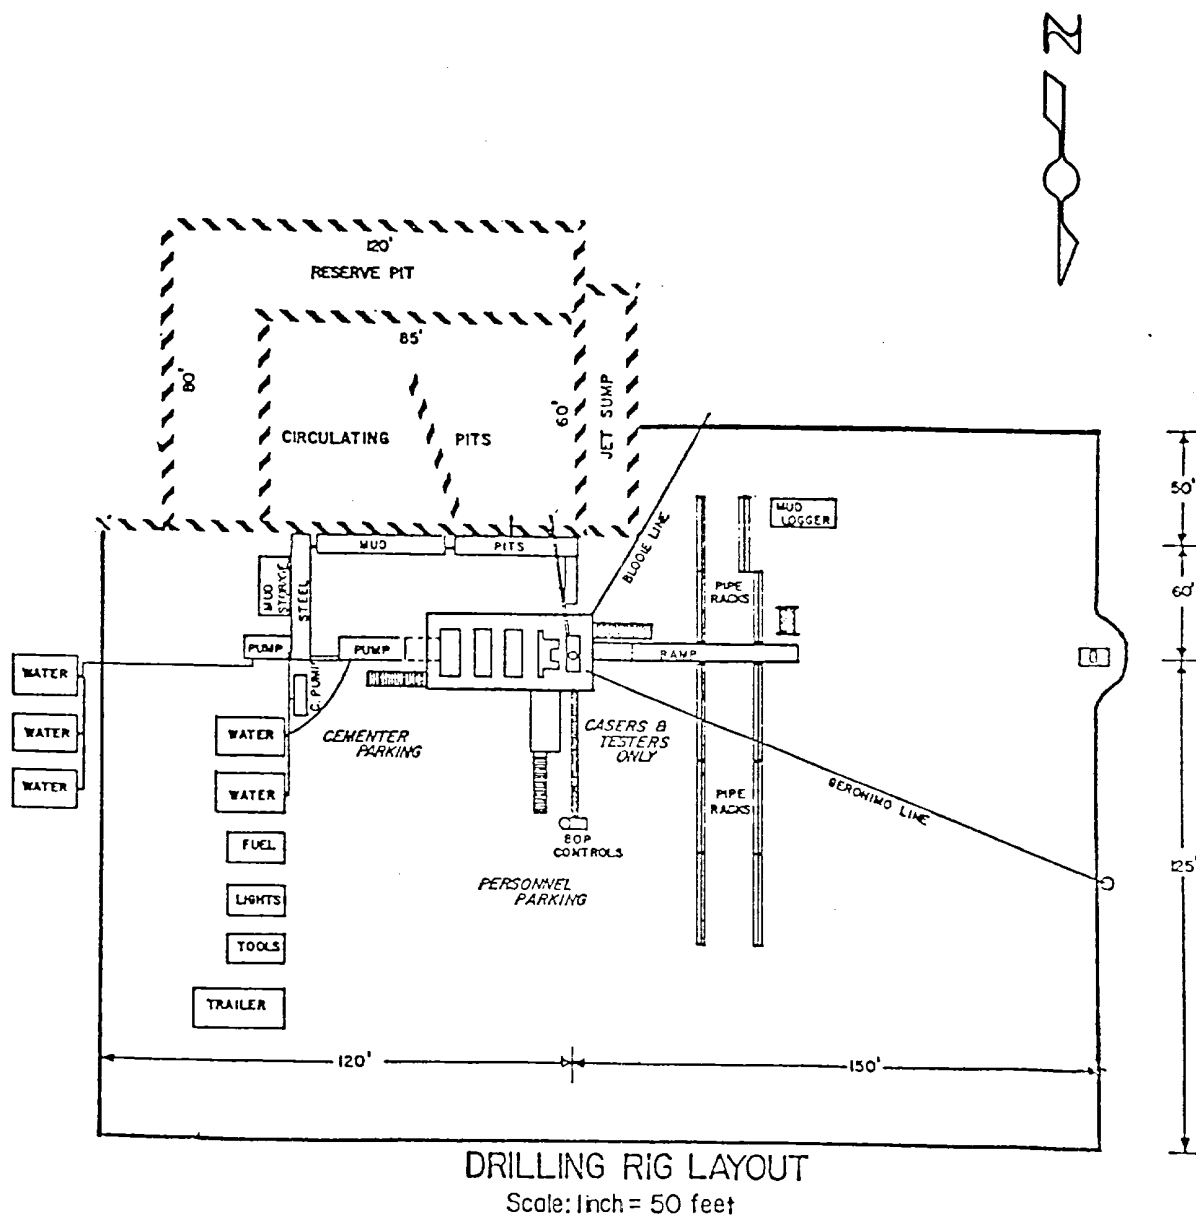 N
120'
RESERVE PIT
85'
80'
60'
JET SUMP
CIRCULATING
PITS
50'
MUD
LOGGER
BLOOIE LINE
MUD
PITS
MUD
STORAGE
STEEL
PIPE
RACKS
60'
PUMP
PUMP
RAMP
WATER
C. PUMP
WATER
WATER
CEMENTER
PARKING
CASERS &
TESTERS
ONLY
WATER
WATER
PIPE
RACKS
GERONIMO LINE
FUEL
BOP
CONTROLS
125'
PERSONNEL
PARKING
LIGHTS
TOOLS
TRAILER
120'
150'
DRILLING RIG LAYOUT
Scale: 1inch = 50 feet